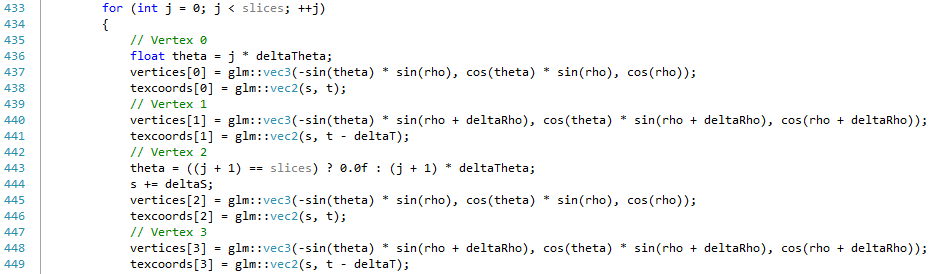 433 for (int j = 0; j < slices; ++j)
434 {
435 // Vertex 0
436 float theta = j * deltaTheta;
437 vertices[0] = glm::vec3(-sin(theta) * sin(rho), cos(theta) * sin(rho), cos(rho));
438 texcoords[0] = glm::vec2(s, t);
439 // Vertex 1
440 vertices[1] = glm::vec3(-sin(theta) * sin(rho + deltaRho), cos(theta) * sin(rho + deltaRho), cos(rho + deltaRho));
441 texcoords[1] = glm::vec2(s, t - deltaT);
442 // Vertex 2
443 theta = ((j + 1) == slices) ? 0.0f : (j + 1) * deltaTheta;
444 s += deltaS;
445 vertices[2] = glm::vec3(-sin(theta) * sin(rho), cos(theta) * sin(rho), cos(rho));
446 texcoords[2] = glm::vec2(s, t);
447 // Vertex 3
448 vertices[3] = glm::vec3(-sin(theta) * sin(rho + deltaRho), cos(theta) * sin(rho + deltaRho), cos(rho + deltaRho));
449 texcoords[3] = glm::vec2(s, t - deltaT);